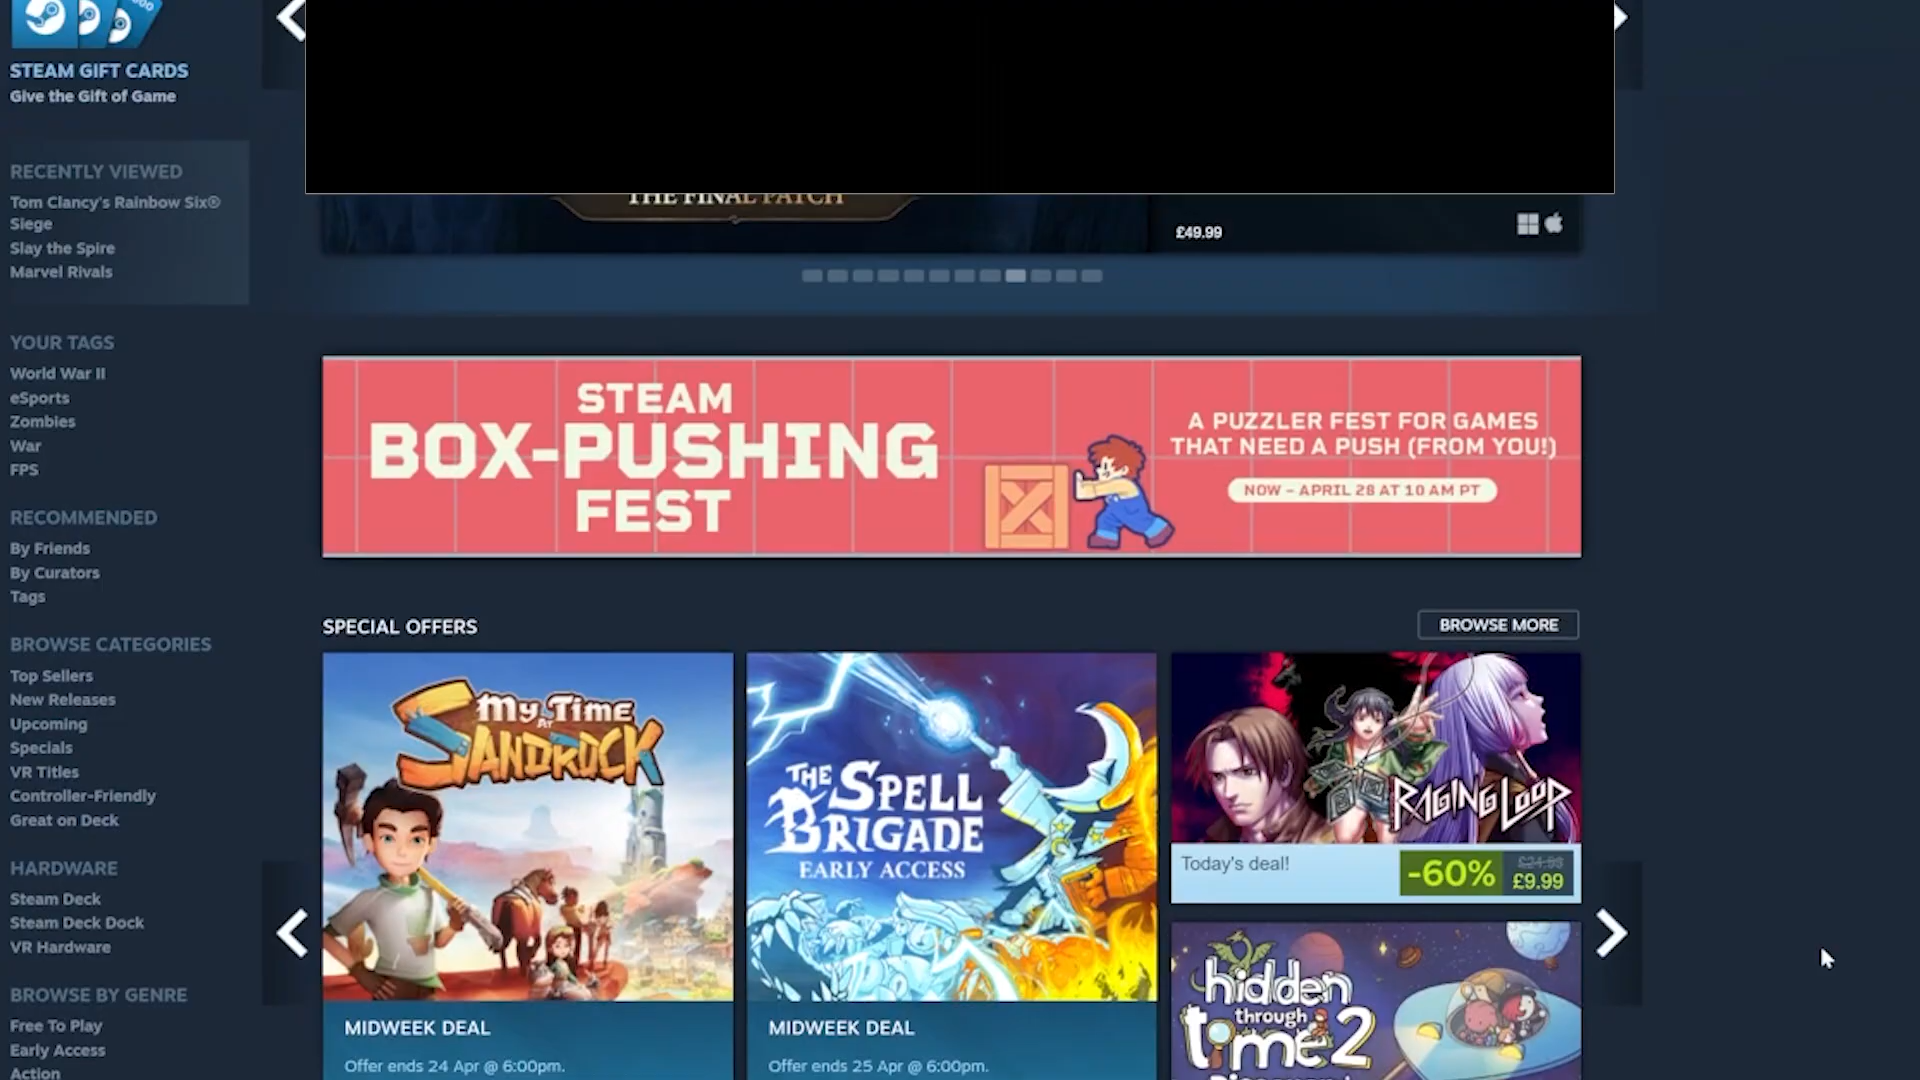 STEAM GIFT CARDS
Give the Gift of Game
RECENTLY VIEWED
Tom Clancy's Rainbow Six®
Siege
Slay the Spire
Marvel Rivals
YOUR TAGS
World War II
eSports
Zombies
War
FPS
RECOMMENDED
By Friends
By Curators
Tags
BROWSE CATEGORIES
Top Sellers
New Releases
Upcoming
Specials
VR Titles
Controller-Friendly
Great on Deck
HARDWARE
Steam Deck
Steam Deck Dock
VR Hardware
BROWSE BY GENRE
Free To Play
Early Access
Action
THE FINAL PATCH
£49.99
STEAM
BOX-PUSHING
FEST
A PUZZLER FEST FOR GAMES
THAT NEED A PUSH (FROM YOU!)
NOW – APRIL 28 AT 10 AM PT
SPECIAL OFFERS
BROWSE MORE
My Time
AT
SANDROCK
MIDWEEK DEAL
Offer ends 24 Apr @ 6:00pm.
THE SPELL
BRIGADE
EARLY ACCESS
MIDWEEK DEAL
Offer ends 25 Apr @ 6:00pm.
RAGING LOOP
Today's deal!
-60%
£24.99
£9.99
hidden
through
time 2